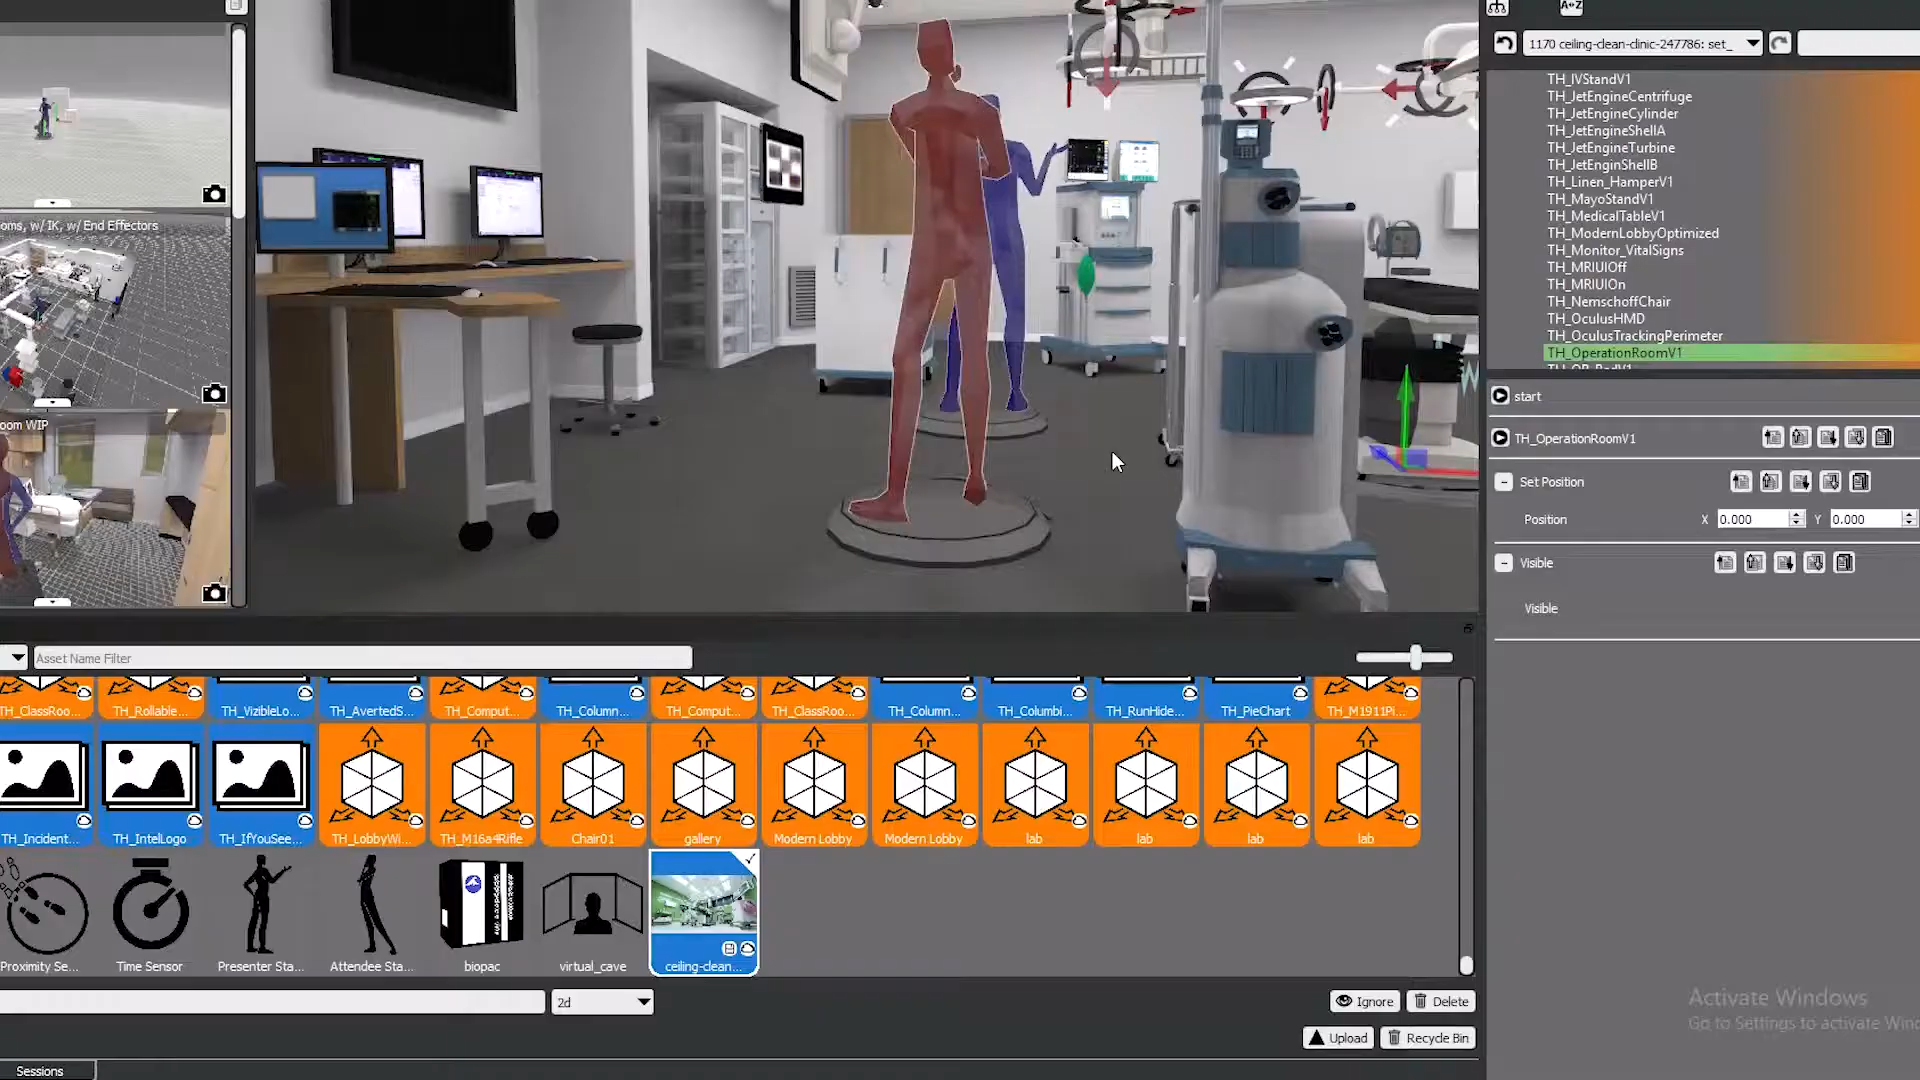 A↔Z
1170 ceiling-clean-clinic-247786: set_
TH_IVStandV1
TH_JetEngineCentrifuge
TH_JetEngineCylinder
TH_JetEngineShellA
TH_JetEngineTurbine
TH_JetEnginShellB
TH_Linen_HamperV1
TH_MayoStandV1
TH_MedicalTableV1
TH_ModernLobbyOptimized
TH_Monitor_VitalSigns
TH_MRIUIOff
TH_MRIUIOn
TH_NemschoffChair
TH_OculusHMD
TH_OculusTrackingPerimeter
TH_OperationRoomV1
start
TH_OperationRoomV1
Set Position
Position X 0.000 Y 0.000
Visible
Visible
oms, w/ IK, w/ End Effectors
oom WIP
Asset Name Filter
TH_ClassRoo... TH_Rollable... TH_VizibleLo... TH_AvertedS... TH_Comput... TH_Column... TH_Comput... TH_ClassRoo... TH_Column... TH_Columbi... TH_RunHide... TH_PieChart TH_M1911Pi...
TH_Incident... TH_IntelLogo TH_IfYouSee... TH_LobbyWi... TH_M16a4Rifle Chair01 gallery Modern Lobby Modern Lobby lab lab lab lab
Proximity Se... Time Sensor Presenter Sta... Attendee Sta... biopac virtual_cave ceiling-clean...
2d
Ignore Delete
Upload Recycle Bin
Activate Windows
Go to Settings to activate Win
Sessions